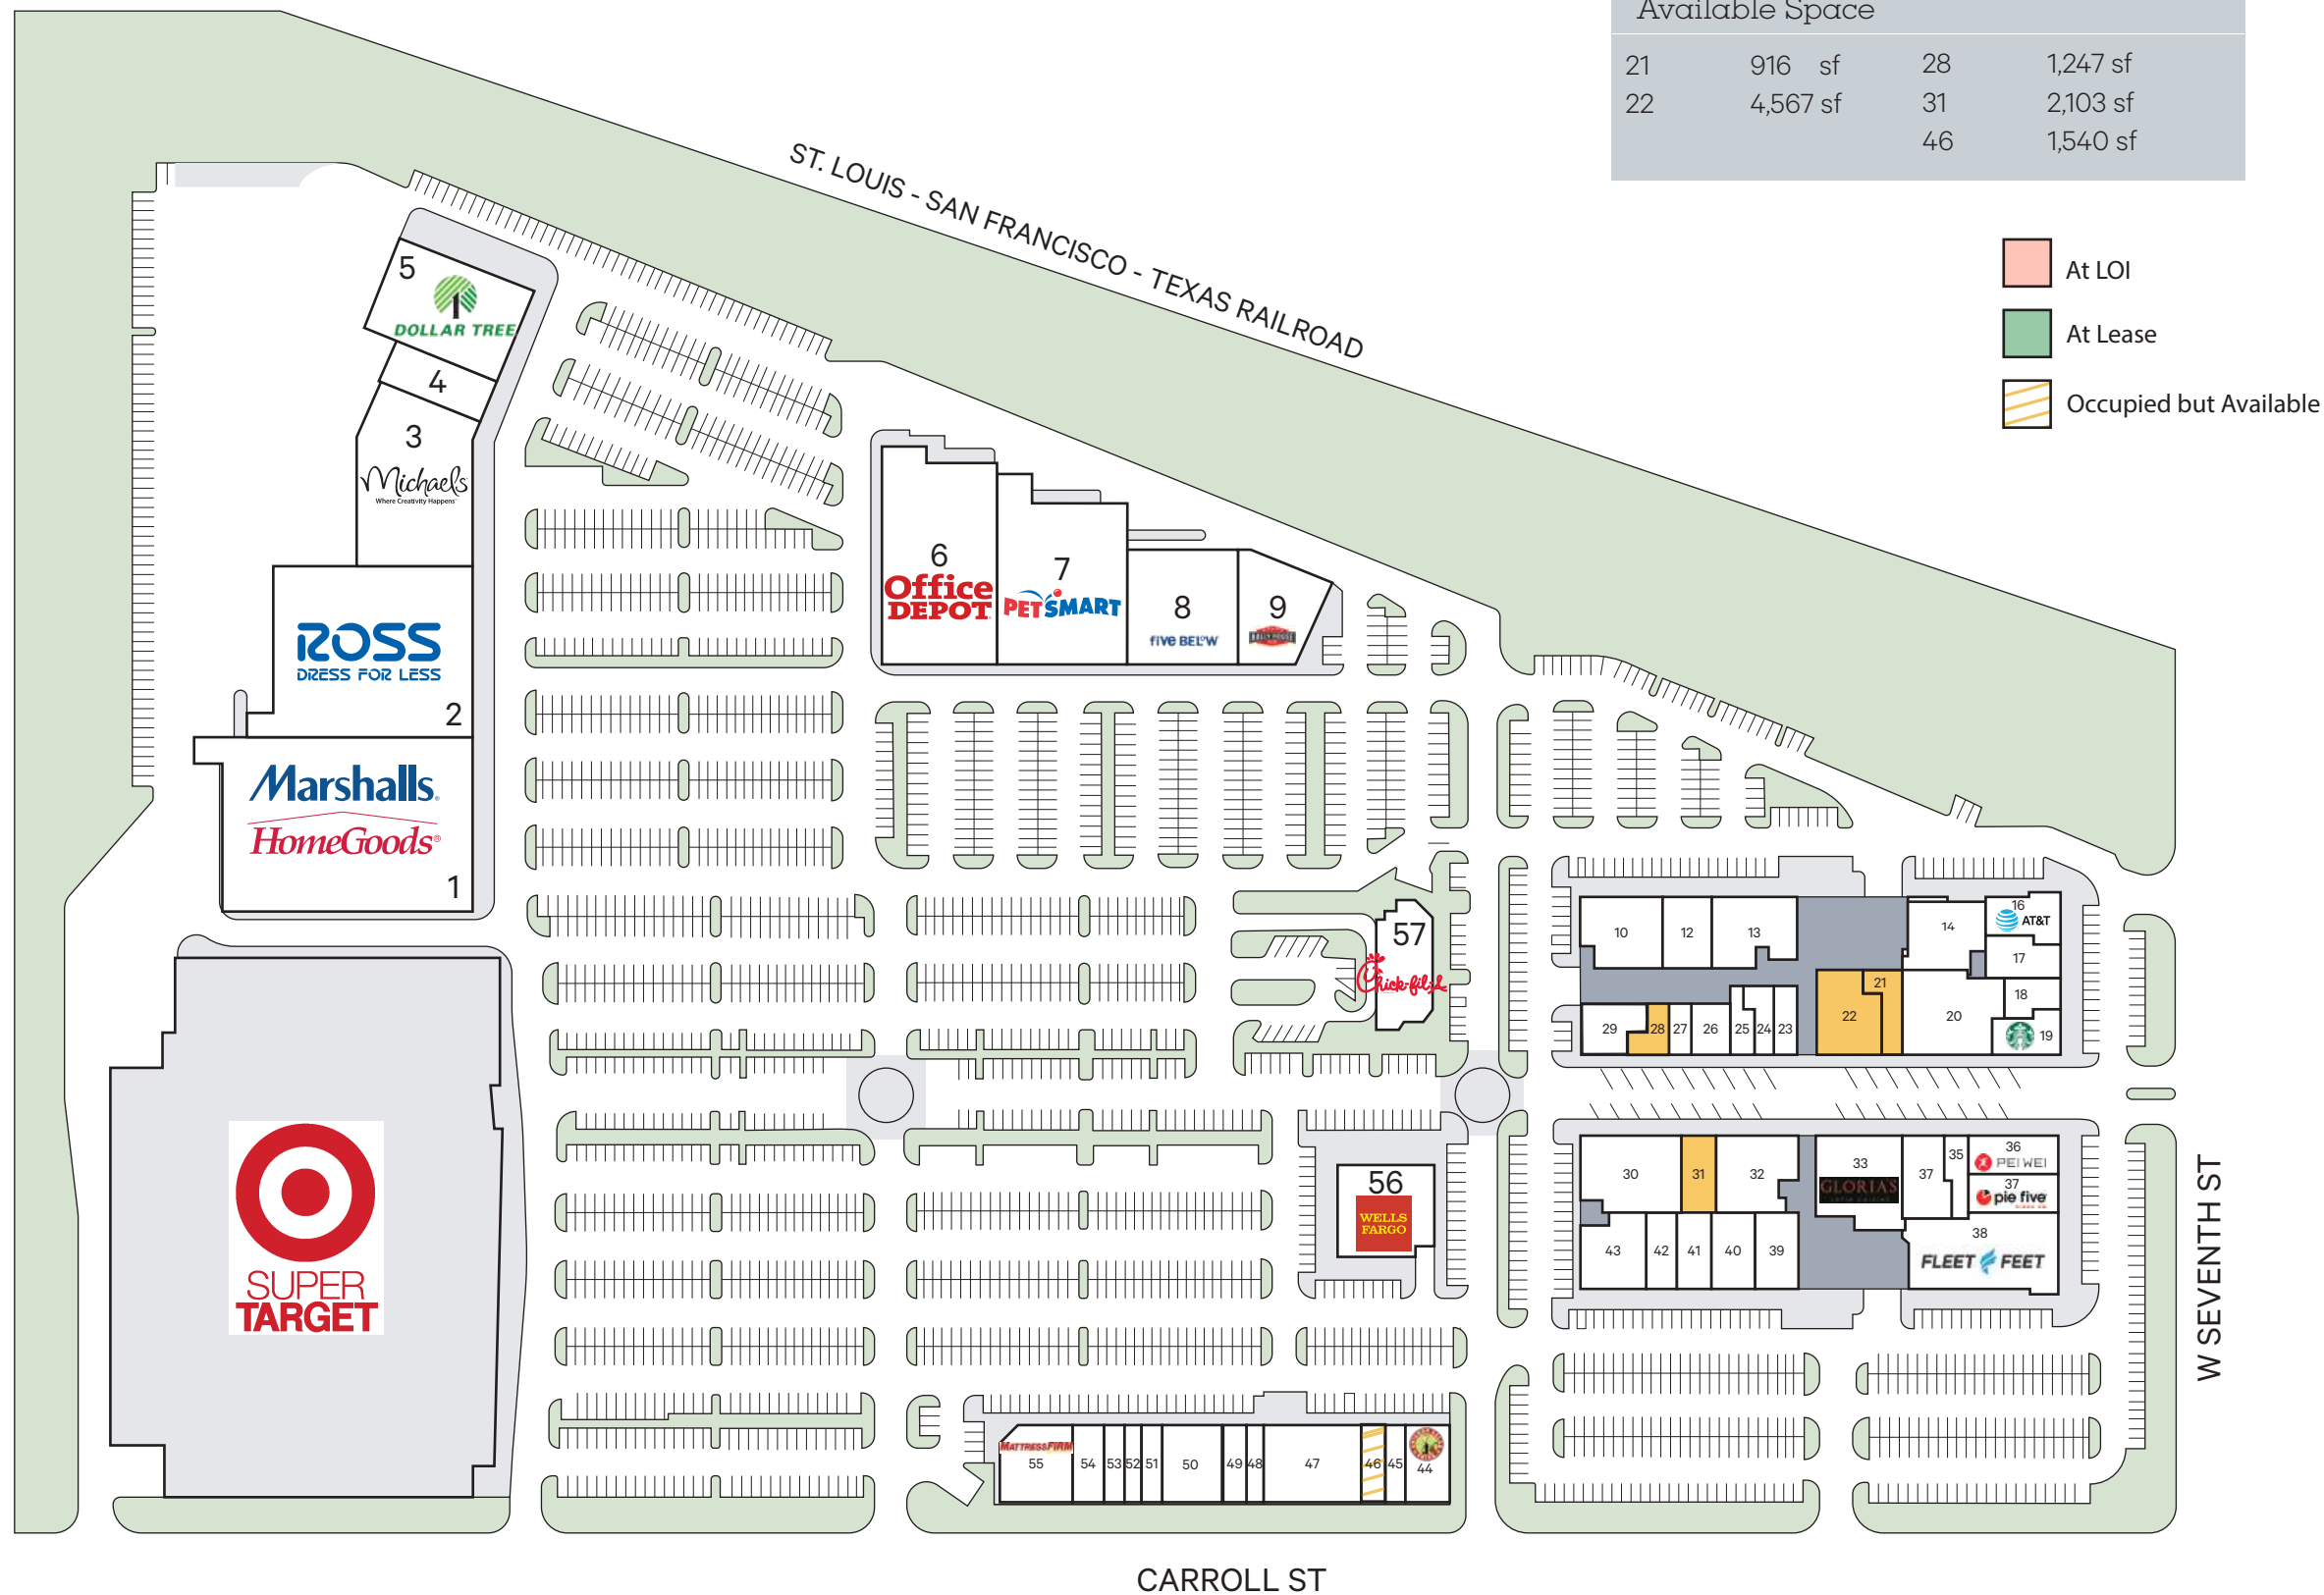 Available Space
21 916 sf 28 1,247 sf
22 4,567 sf 31 2,103 sf
46 1,540 sf
ST. LOUIS - SAN FRANCISCO - TEXAS RAILROAD
At LOI
At Lease
Occupied but Available
5
DOLLAR TREE
4
3
Michaels
Where Creativity Happens
ROSS
DRESS FOR LESS
2
Marshalls
HomeGoods
1
6
Office
DEPOT
7
PETSMART
8
five BELOW
9
57
Chick-fil-A
10 12 13
14
16
AT&T
17
18
19
20
21
22
29 28 27 26 25 24 23
SUPER
TARGET
56
WELLS
FARGO
30 31 32
33
GLORIA'S
37
35
36
PEI WEI
37
pie five
38
FLEET FEET
43 42 41 40 39
MATTRESSFIRM
55 54 53 52 51 50 49 48 47 46 45 44
W SEVENTH ST
CARROLL ST